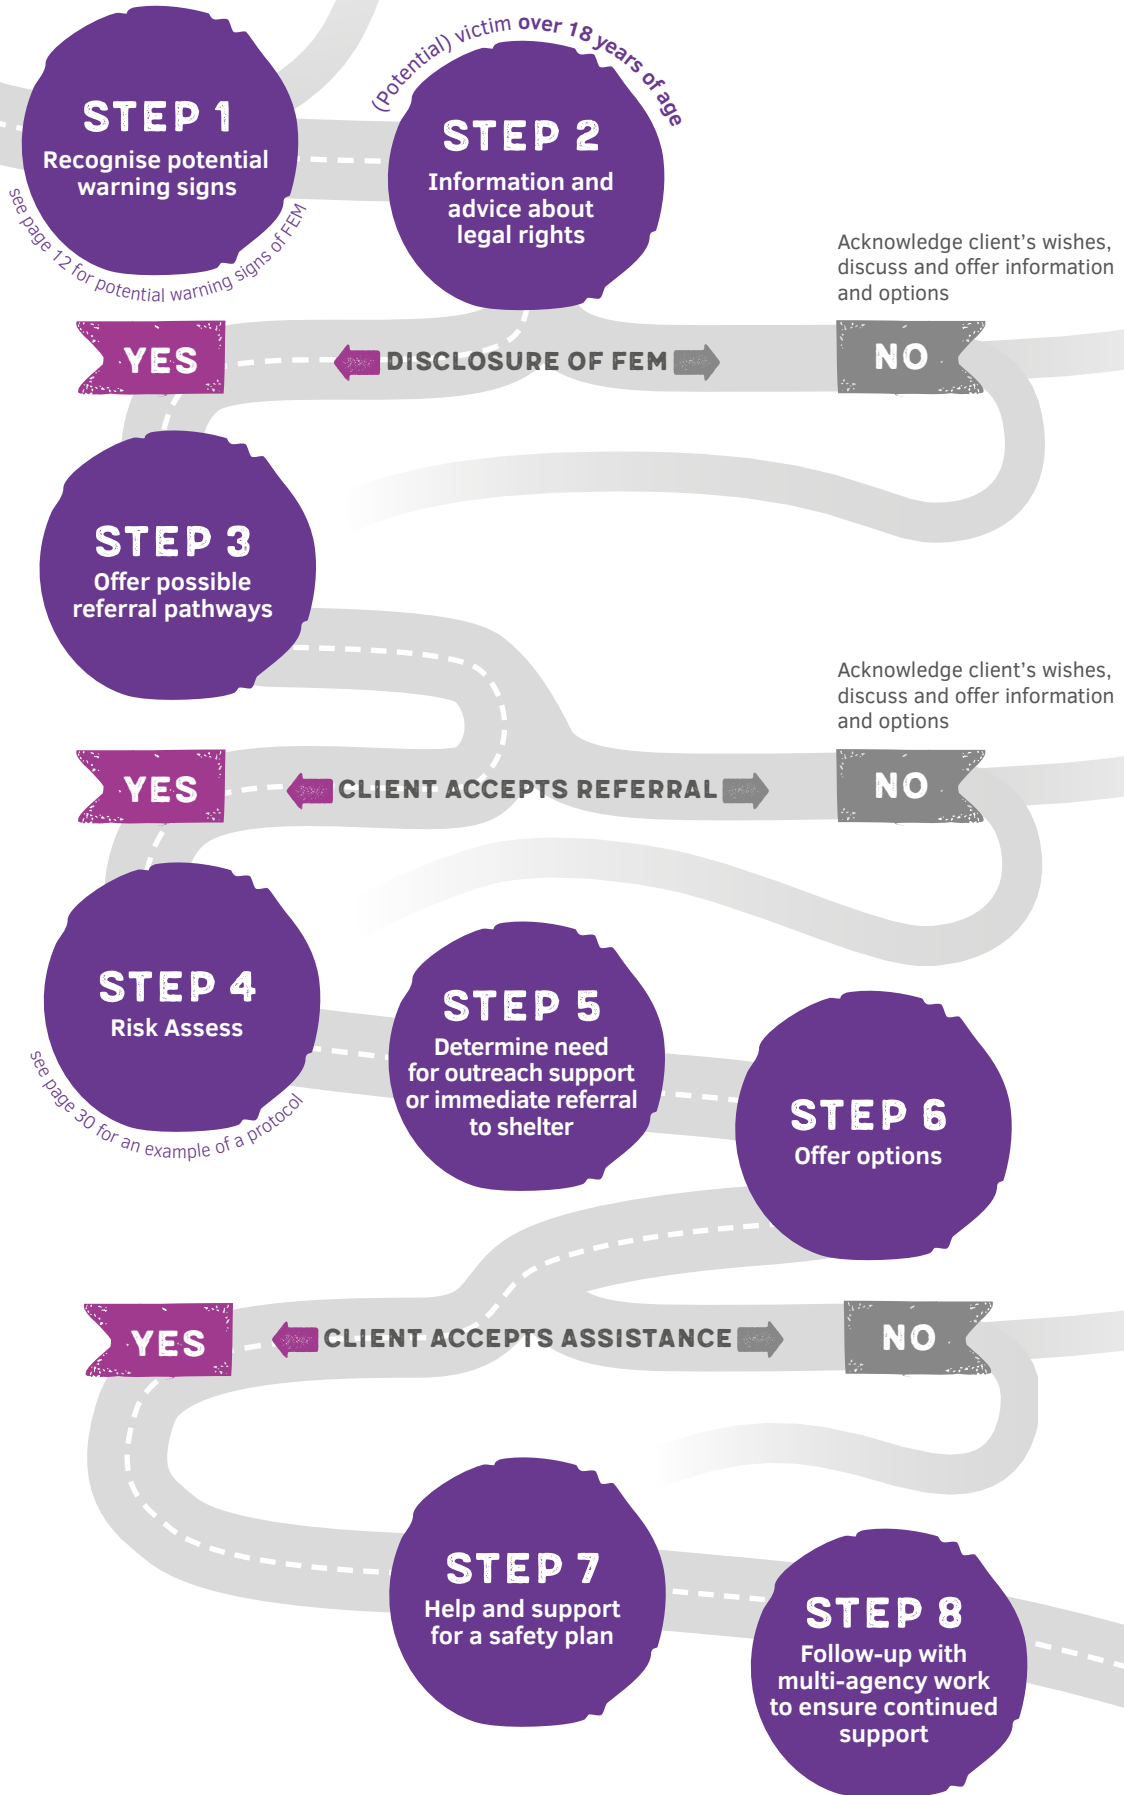 STEP 1
Recognise potential
warning signs
see page 12 for potential warning signs of FEM
(Potential) victim over 18 years of age
STEP 2
Information and
advice about
legal rights
Acknowledge client's wishes,
discuss and offer information
and options
YES
DISCLOSURE OF FEM
NO
STEP 3
Offer possible
referral pathways
Acknowledge client's wishes,
discuss and offer information
and options
YES
CLIENT ACCEPTS REFERRAL
NO
STEP 4
Risk Assess
see page 30 for an example of a protocol
STEP 5
Determine need
for outreach support
or immediate referral
to shelter
STEP 6
Offer options
YES
CLIENT ACCEPTS ASSISTANCE
NO
STEP 7
Help and support
for a safety plan
STEP 8
Follow-up with
multi-agency work
to ensure continued
support